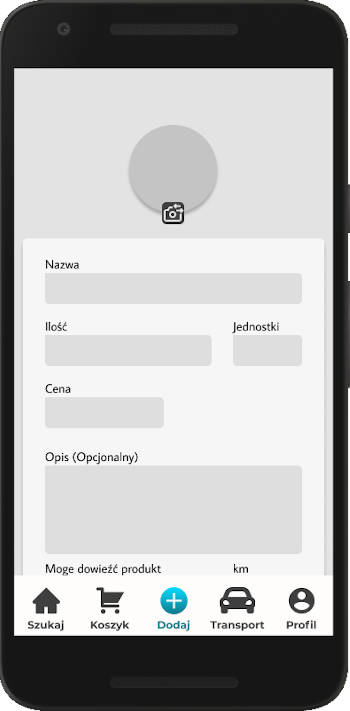 Nazwa
Ilość Jednostki
Cena
Opis (Opcjonalny)
Moge dowieźć produkt km
Szukaj Koszyk Dodaj Transport Profil